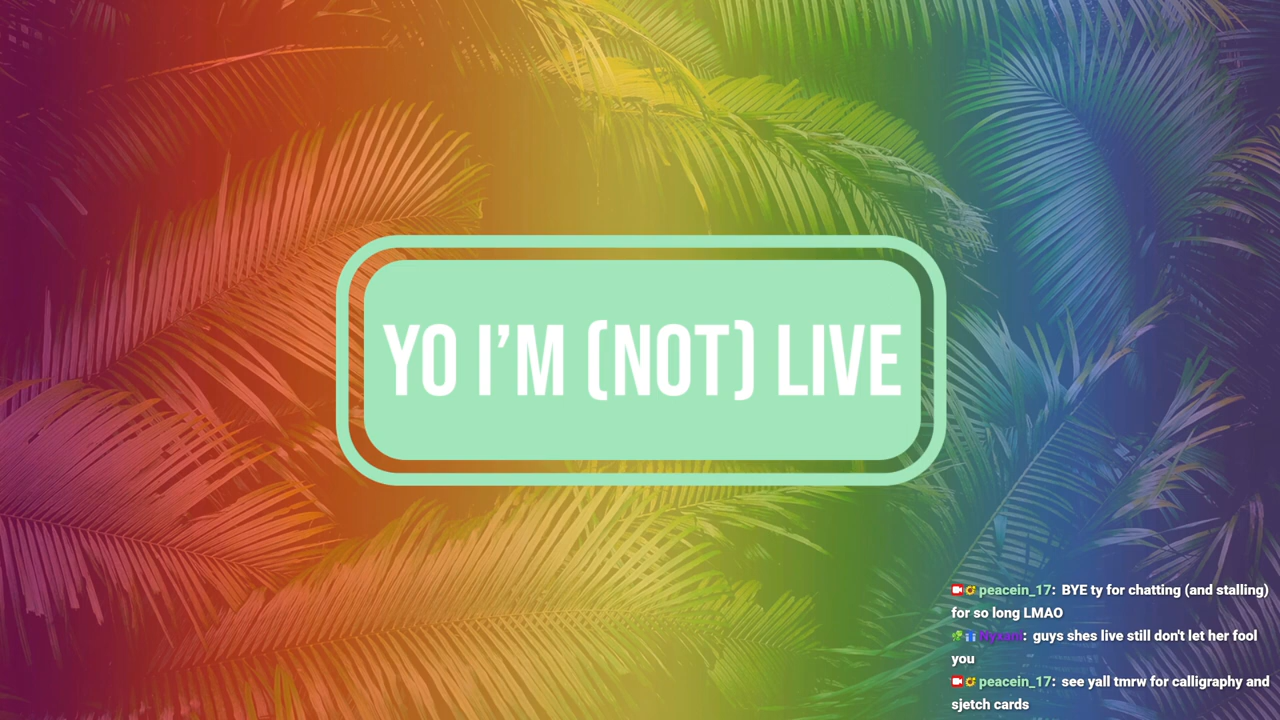 YO I’M (NOT) LIVE
peacein_17: BYE ty for chatting (and stalling)
for so long LMAO
Nyxant: guys shes live still don't let her fool
you
peacein_17: see yall tmrw for calligraphy and
sjetch cards